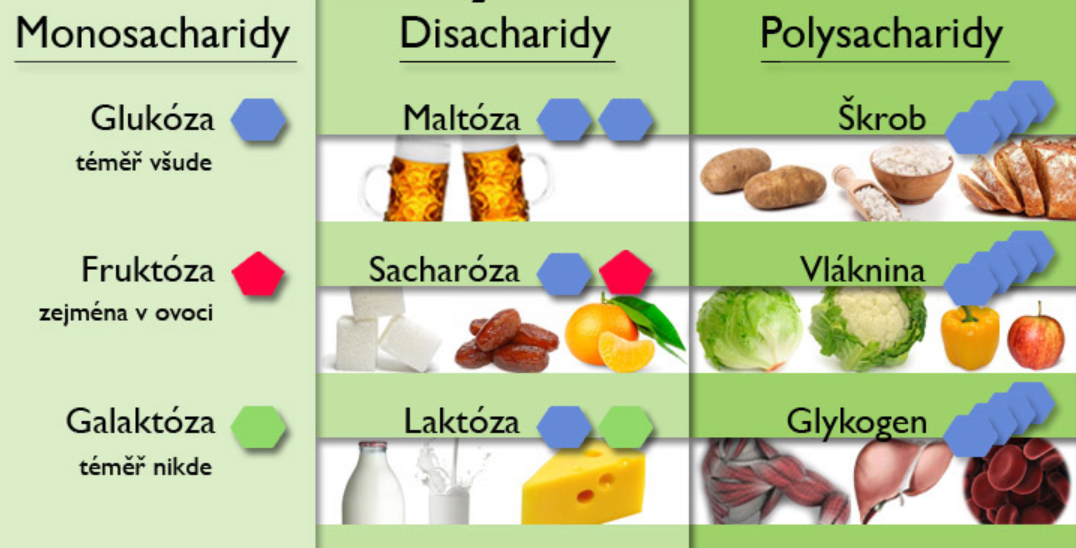 Monosacharidy
Glukóza
téměř všude
Fruktóza
zejména v ovoci
Galaktóza
téměř nikde
Disacharidy
Maltóza
Sacharóza
Laktóza
Polysacharidy
Škrob
Vláknina
Glykogen